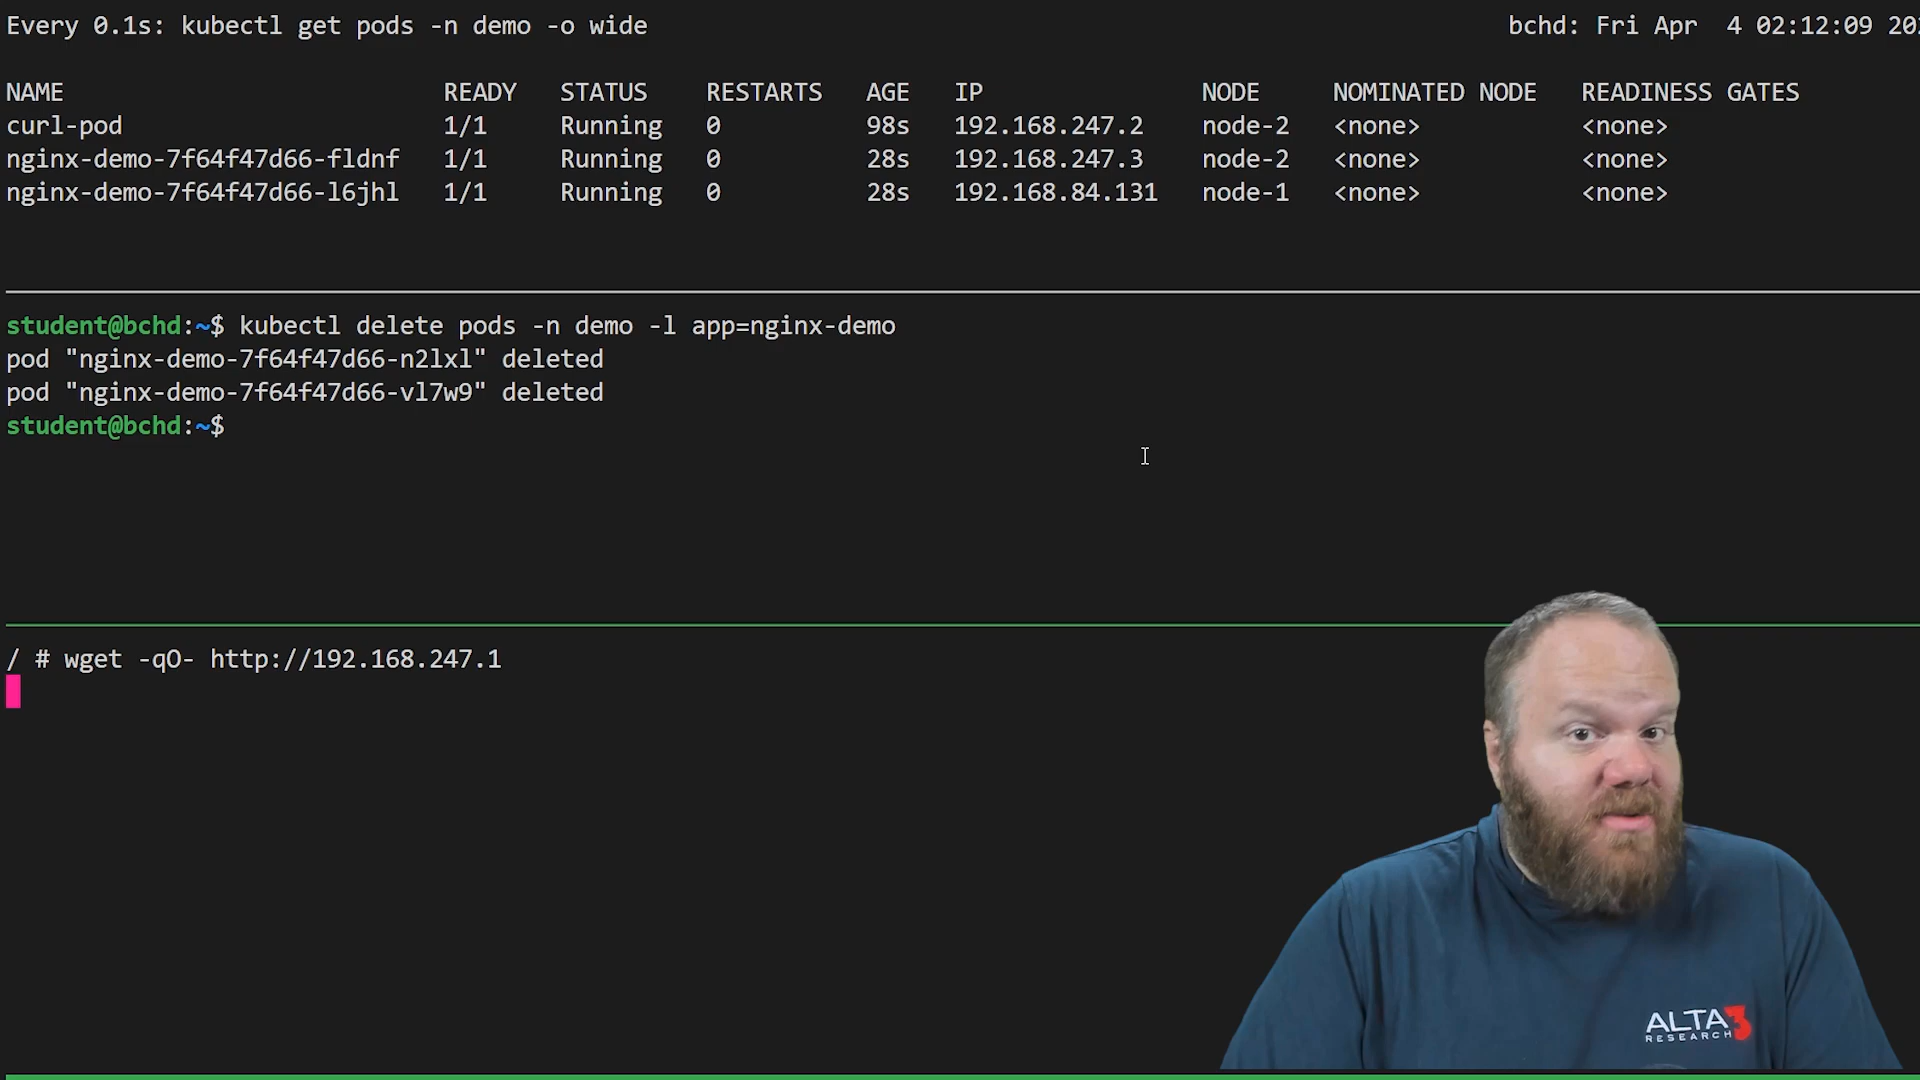 Every 0.1s: kubectl get pods -n demo -o wide bchd: Fri Apr  4 02:12:09 202
NAME READY STATUS RESTARTS AGE IP NODE NOMINATED NODE READINESS GATES
curl-pod 1/1 Running 0 98s 192.168.247.2 node-2 <none> <none>
nginx-demo-7f64f47d66-fldnf 1/1 Running 0 28s 192.168.247.3 node-2 <none> <none>
nginx-demo-7f64f47d66-l6jhl 1/1 Running 0 28s 192.168.84.131 node-1 <none> <none>
student@bchd:~$ kubectl delete pods -n demo -l app=nginx-demo
pod "nginx-demo-7f64f47d66-n2lxl" deleted
pod "nginx-demo-7f64f47d66-vl7w9" deleted
student@bchd:~$
/ # wget -qO- http://192.168.247.1
ALTA3
RESEARCH